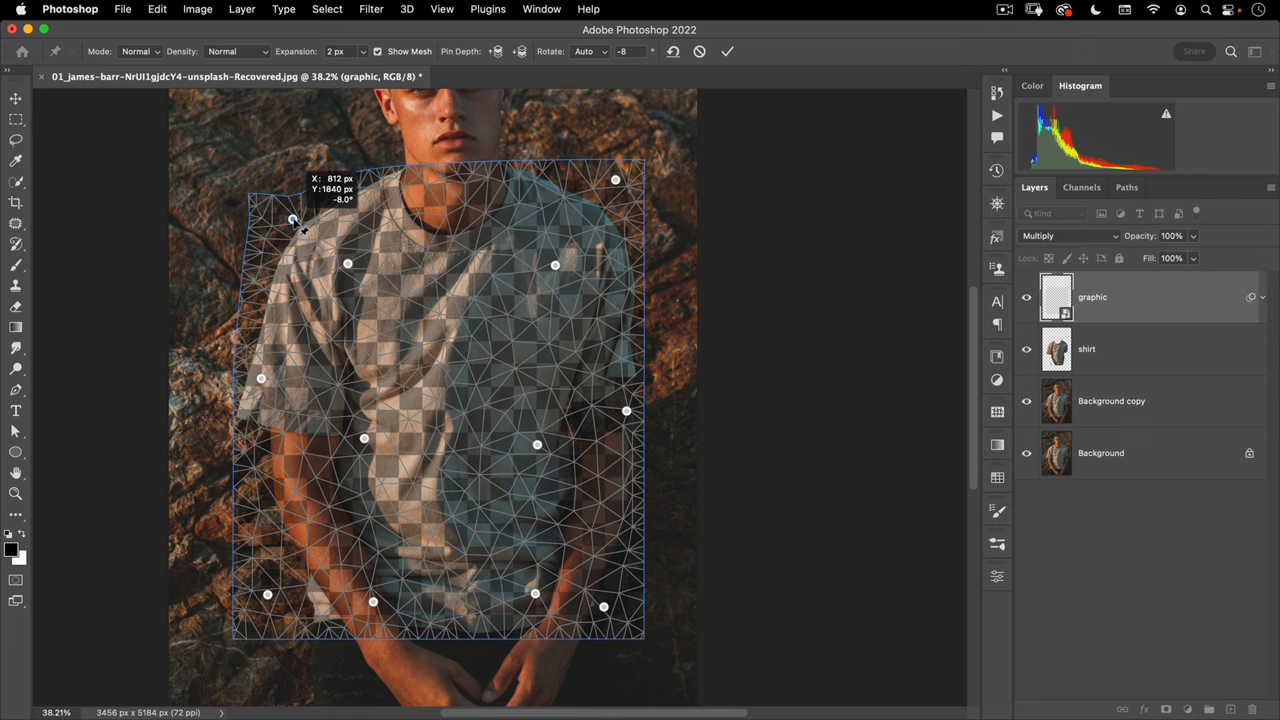 Photoshop File Edit Image Layer Type Select Filter 3D View Plugins Window Help
Adobe Photoshop 2022
Mode: Normal Density: Normal Expansion: 2 px Show Mesh Pin Depth: Rotate: Auto -8 ° Share
01_james-barr-NrUI1gjdcY4-unsplash-Recovered.jpg @ 38.2% (graphic, RGB/8) *
Color Histogram
X: 812 px
Y: 1840 px
-8.0°
Layers Channels Paths
Kind
Multiply Opacity: 100%
Lock: Fill: 100%
graphic
shirt
Background copy
Background
38.21% 3456 px x 5184 px (72 ppi)